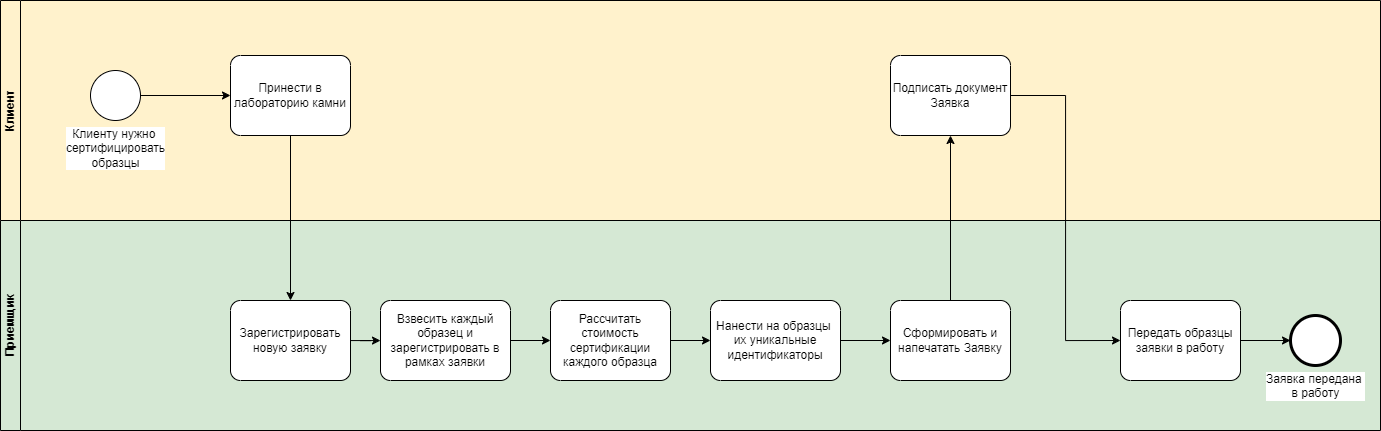 Клиент
Клиенту нужно
сертифицировать
образцы
Принести в
лабораторию камни
Подписать документ
Заявка
Приемщик
Зарегистрировать
новую заявку
Взвесить каждый
образец и
зарегистрировать в
рамках заявки
Рассчитать
стоимость
сертификации
каждого образца
Нанести на образцы
их уникальные
идентификаторы
Сформировать и
напечатать Заявку
Передать образцы
заявки в работу
Заявка передана
в работу